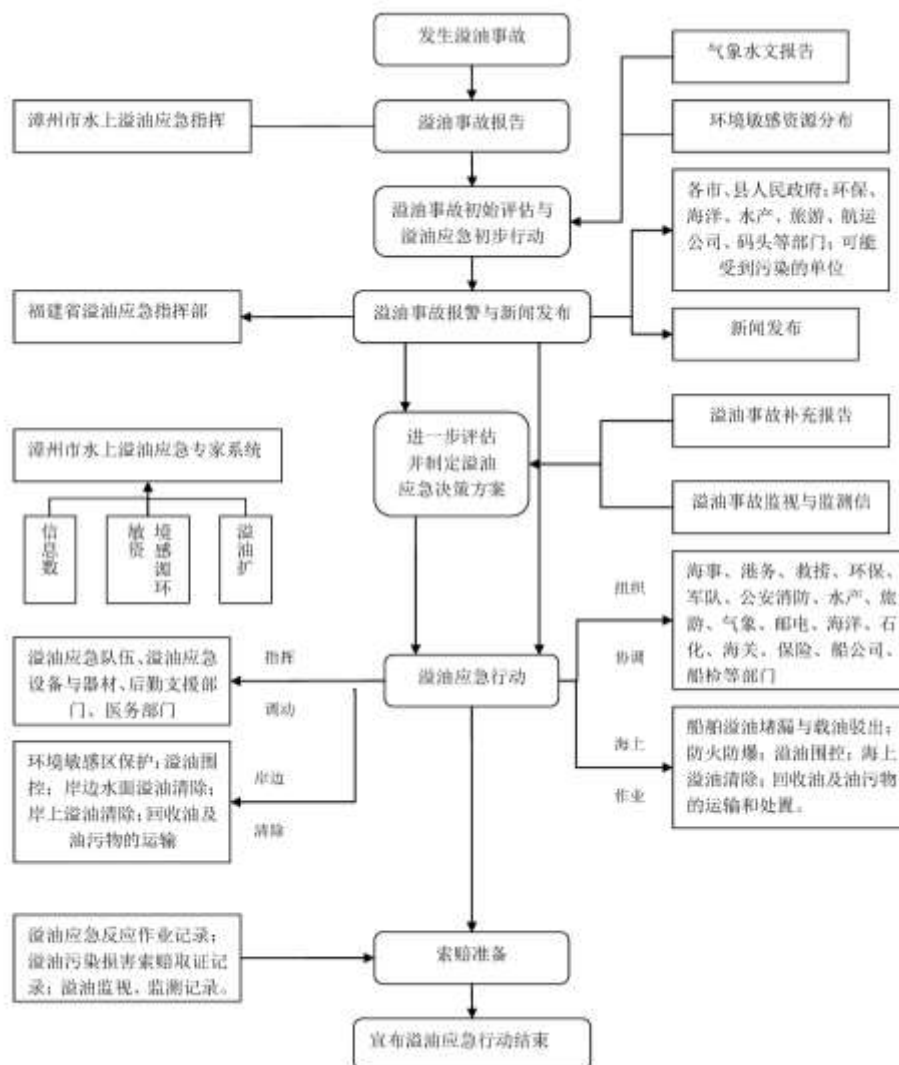 发生溢油事故
气象水文报告
漳州市水上溢油应急指挥
溢油事故报告
环境敏感资源分布
溢油事故初始评估与
溢油应急初步行动
各市、县人民政府；环保、
海洋、水产、旅游、航运
公司、码头等部门；可能
受到污染的单位
福建省溢油应急指挥部
溢油事故报警与新闻发布
新闻发布
进一步评估
并制定溢油
应急决策方案
溢油事故补充报告
漳州市水上溢油应急专家系统
溢油事故监视与监测信
信息数
敏资
境感源环
溢油扩
组织
协调
海事、港务、救捞、环保、
军队、公安消防、水产、旅
游、气象、邮电、海洋、石
化、海关、保险、船公司、
船检等部门
溢油应急队伍、溢油应急
设备与器材、后勤支援部
门、医务部门
指挥
调动
溢油应急行动
海上
作业
船舶溢油堵漏与载油驳出；
防火防爆；溢油围控；海上
溢油清除；回收油及油污物
的运输和处置。
环境敏感区保护；溢油围
控；岸边水面溢油清除；
岸上溢油清除；回收油及
油污物的运输
岸边
清除
溢油应急反应作业记录；
溢油污染损害索赔取证记
录；溢油监视、监测记录。
索赔准备
宣布溢油应急行动结束